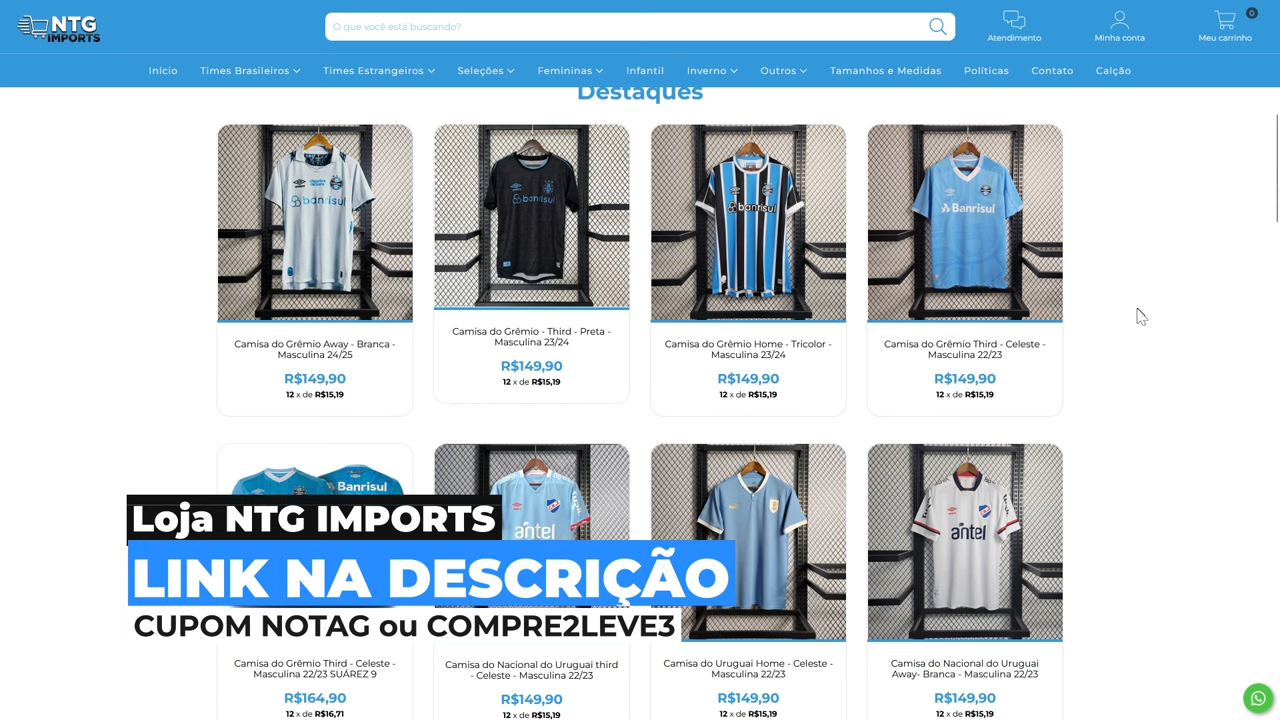 NTG
IMPORTS
O que você está buscando?
Atendimento
Minha conta
0
Meu carrinho
Início
Times Brasileiros
Times Estrangeiros
Seleções
Femininas
Infantil
Inverno
Outros
Tamanhos e Medidas
Políticas
Contato
Calção
Destaques
banrisul
banrisul
banrisul
Banrisul
Camisa do Grêmio Away - Branca -
Masculina 24/25
R$149,90
12 x de R$15,19
Camisa do Grêmio - Third - Preta -
Masculina 23/24
R$149,90
12 x de R$15,19
Camisa do Grêmio Home - Tricolor -
Masculina 23/24
R$149,90
12 x de R$15,19
Camisa do Grêmio Third - Celeste -
Masculina 22/23
R$149,90
12 x de R$15,19
Banrisul
antel
antel
Loja NTG IMPORTS
LINK NA DESCRIÇÃO
CUPOM NOTAG ou COMPRE2LEVE3
Camisa do Grêmio Third - Celeste -
Masculina 22/23 SUÁREZ 9
R$164,90
12 x de R$16,71
Camisa do Nacional do Uruguai third
- Celeste - Masculina 22/23
R$149,90
12 x de R$15,19
Camisa do Uruguai Home - Celeste -
Masculina 22/23
R$149,90
12 x de R$15,19
Camisa do Nacional do Uruguai
Away- Branca - Masculina 22/23
R$149,90
12 x de R$15,19